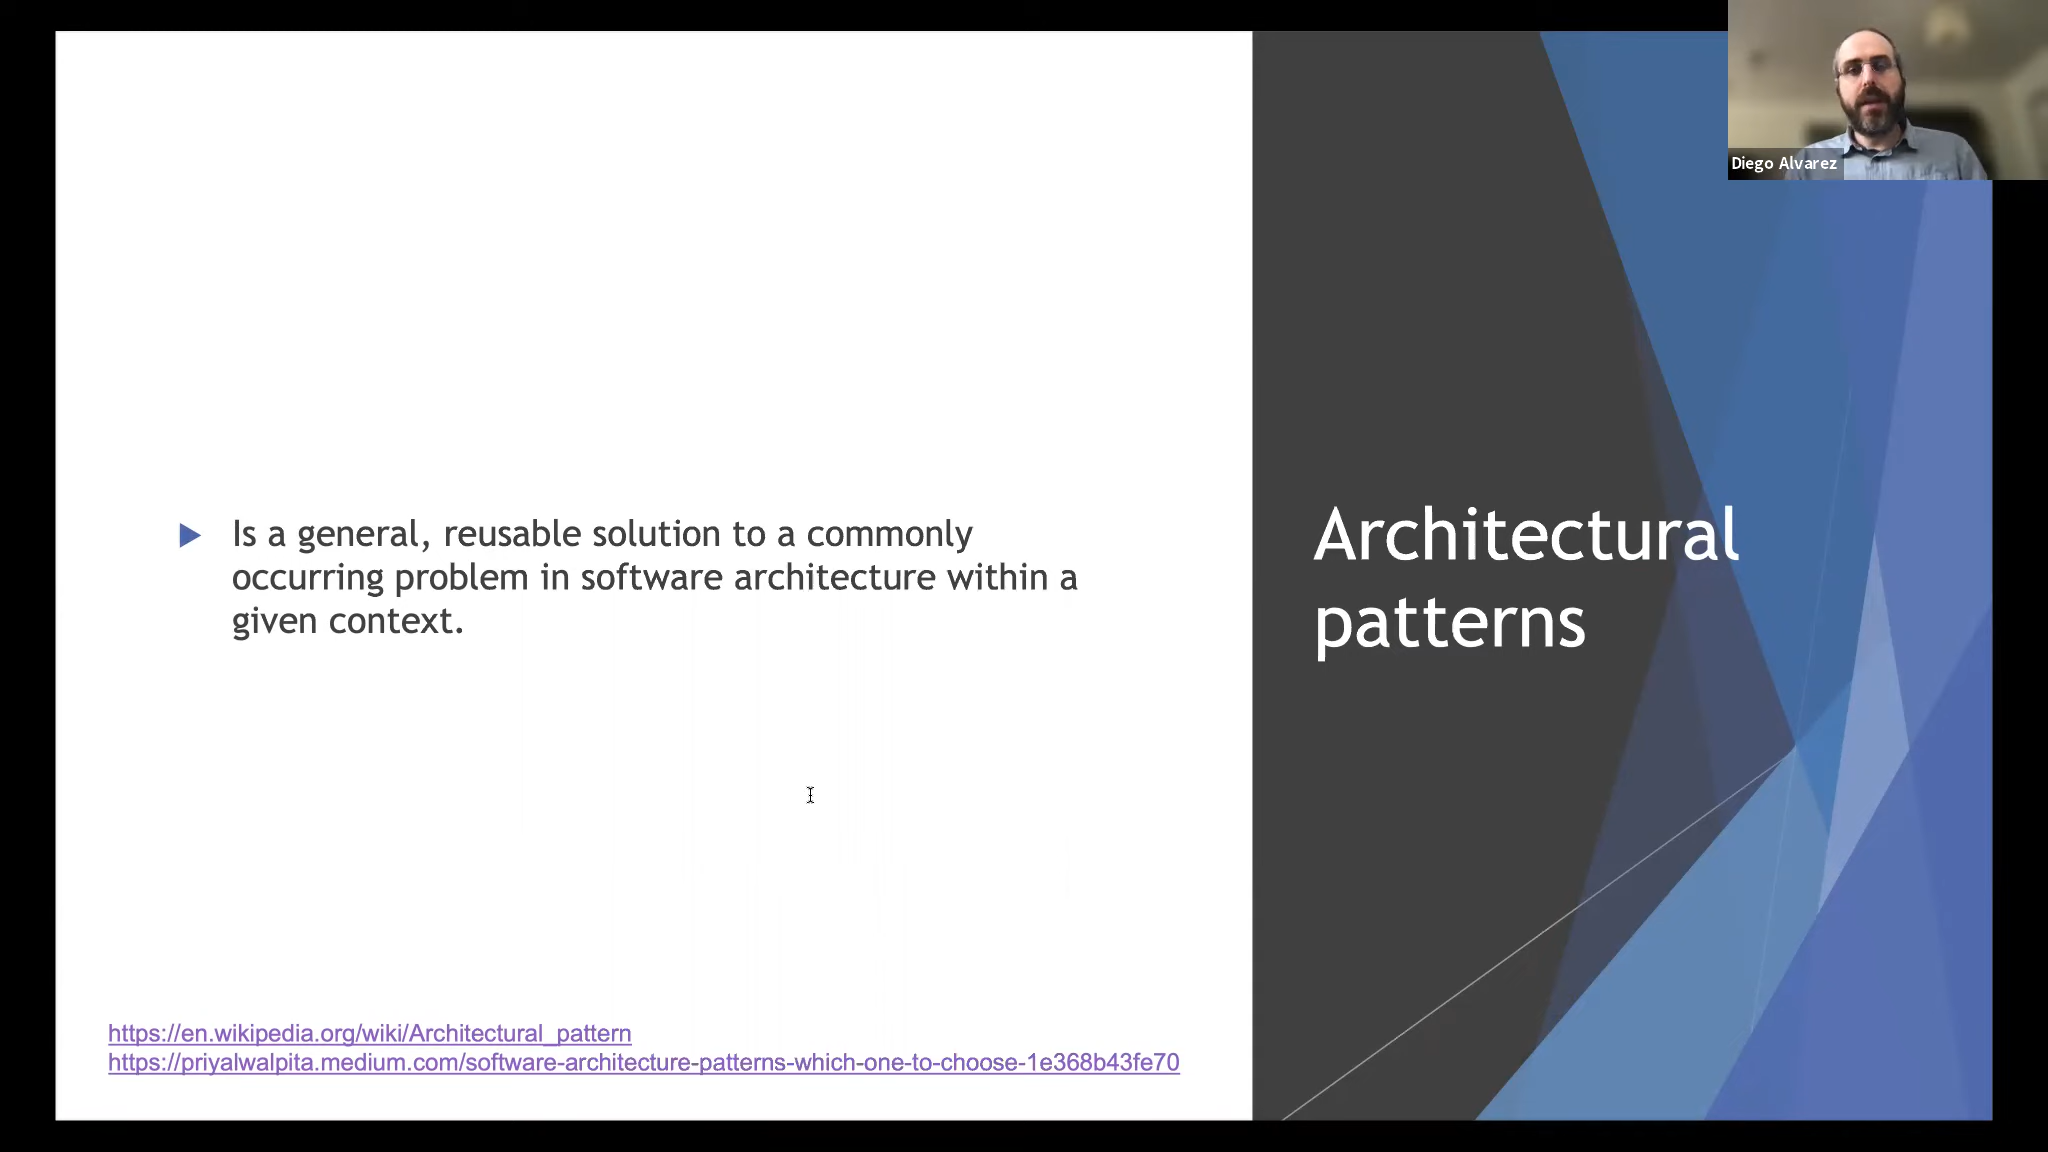 Diego Alvarez
Is a general, reusable solution to a commonly
occurring problem in software architecture within a
given context.
Architectural
patterns
https://en.wikipedia.org/wiki/Architectural_pattern
https://priyalwalpita.medium.com/software-architecture-patterns-which-one-to-choose-1e368b43fe70